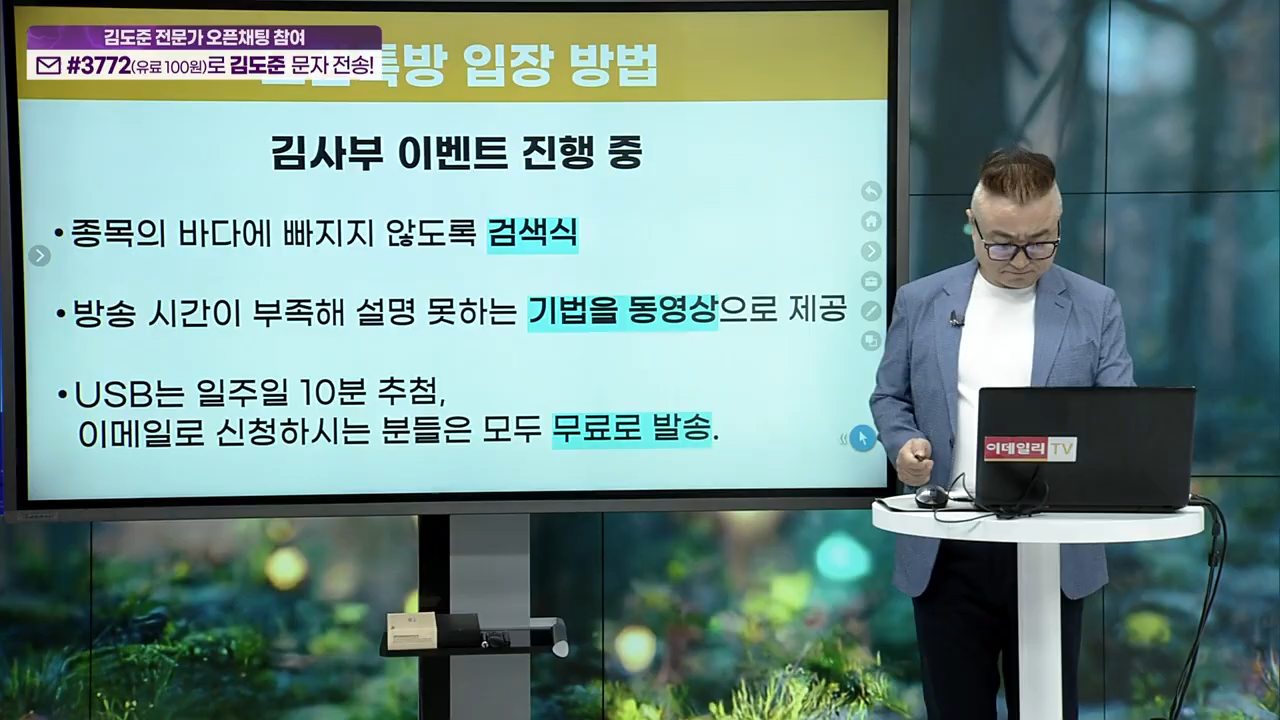 김도준 전문가 오픈채팅 참여
#3772(유료 100원)로 김도준 문자 전송!
입장 방법
김사부 이벤트 진행 중
•종목의 바다에 빠지지 않도록 검색식
•방송 시간이 부족해 설명 못하는 기법을 동영상으로 제공
•USB는 일주일 10분 추첨,
이메일로 신청하시는 분들은 모두 무료로 발송.
이데일리TV